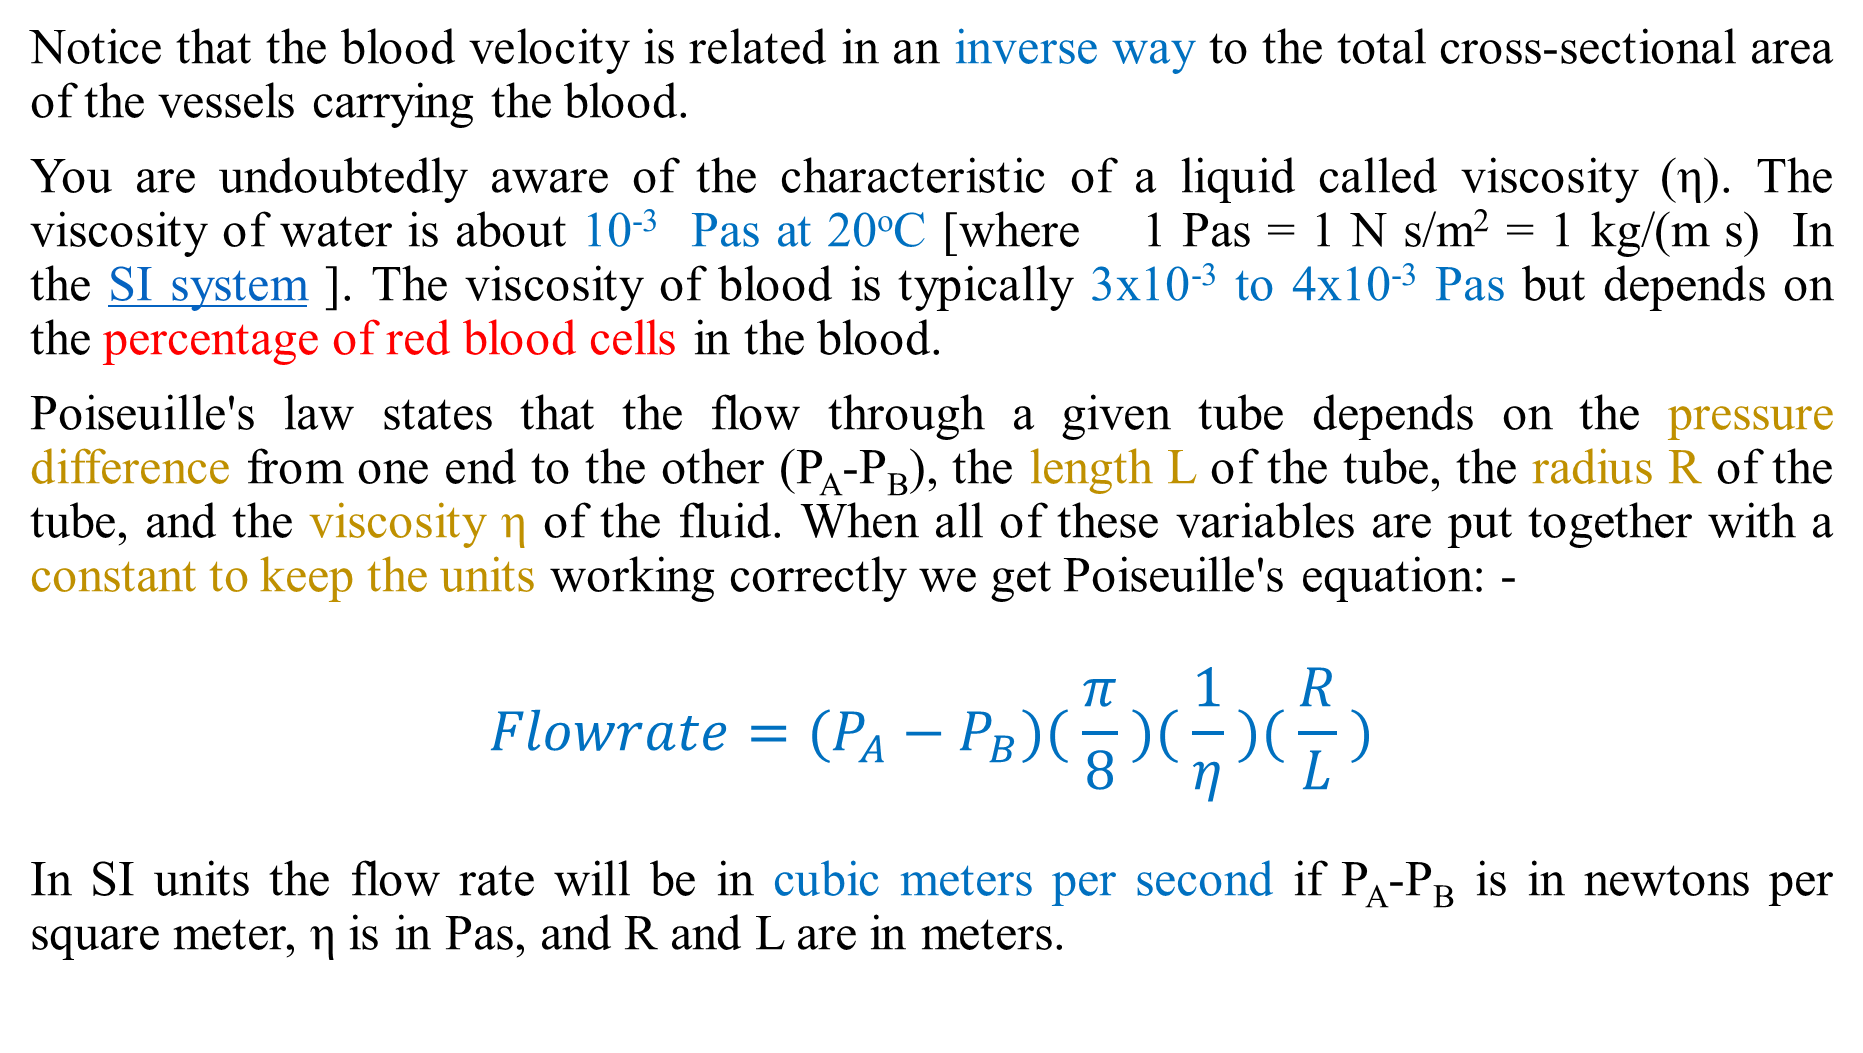 Notice that the blood velocity is related in an inverse way to the total cross-sectional area
of the vessels carrying the blood.
You are undoubtedly aware of the characteristic of a liquid called viscosity (η). The
viscosity of water is about 10⁻³ Pas at 20ᵒC [where 1 Pas = 1 N s/m² = 1 kg/(m s) In
the SI system ]. The viscosity of blood is typically 3x10⁻³ to 4x10⁻³ Pas but depends on
the percentage of red blood cells in the blood.
Poiseuille's law states that the flow through a given tube depends on the pressure
difference from one end to the other (P_A-P_B), the length L of the tube, the radius R of the
tube, and the viscosity η of the fluid. When all of these variables are put together with a
constant to keep the units working correctly we get Poiseuille's equation: -
Flowrate = (P_A − P_B)(π/8)(1/η)(R/L)
In SI units the flow rate will be in cubic meters per second if P_A-P_B is in newtons per
square meter, η is in Pas, and R and L are in meters.